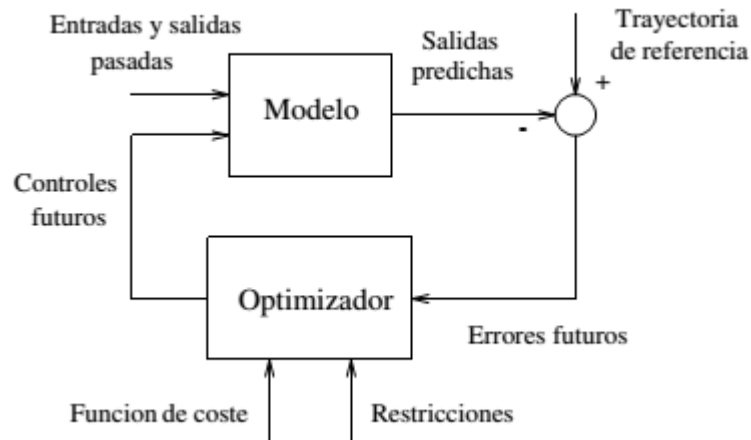 Entradas y salidas
pasadas
Trayectoria
de referencia
Salidas
predichas
+
Modelo
-
Controles
futuros
Optimizador
Errores futuros
Funcion de coste
Restricciones